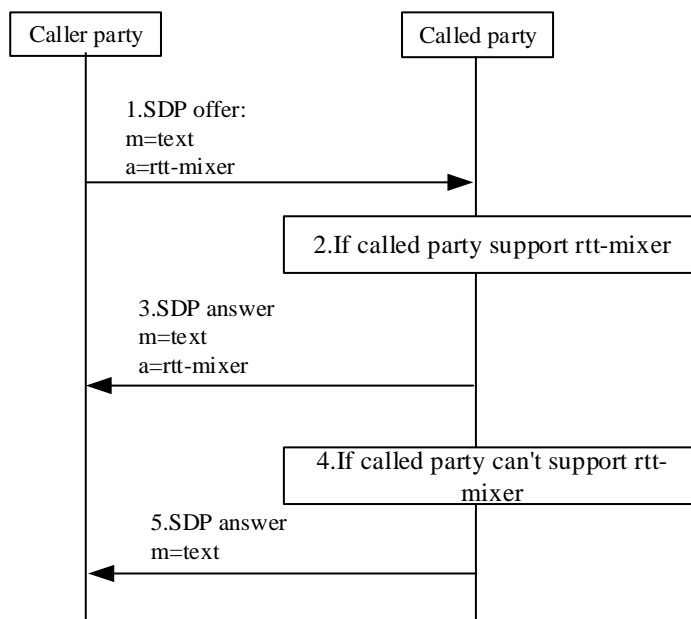 Caller party
Called party
1.SDP offer:
m=text
a=rtt-mixer
2.If called party support rtt-mixer
3.SDP answer
m=text
a=rtt-mixer
4.If called party can't support rtt-
mixer
5.SDP answer
m=text